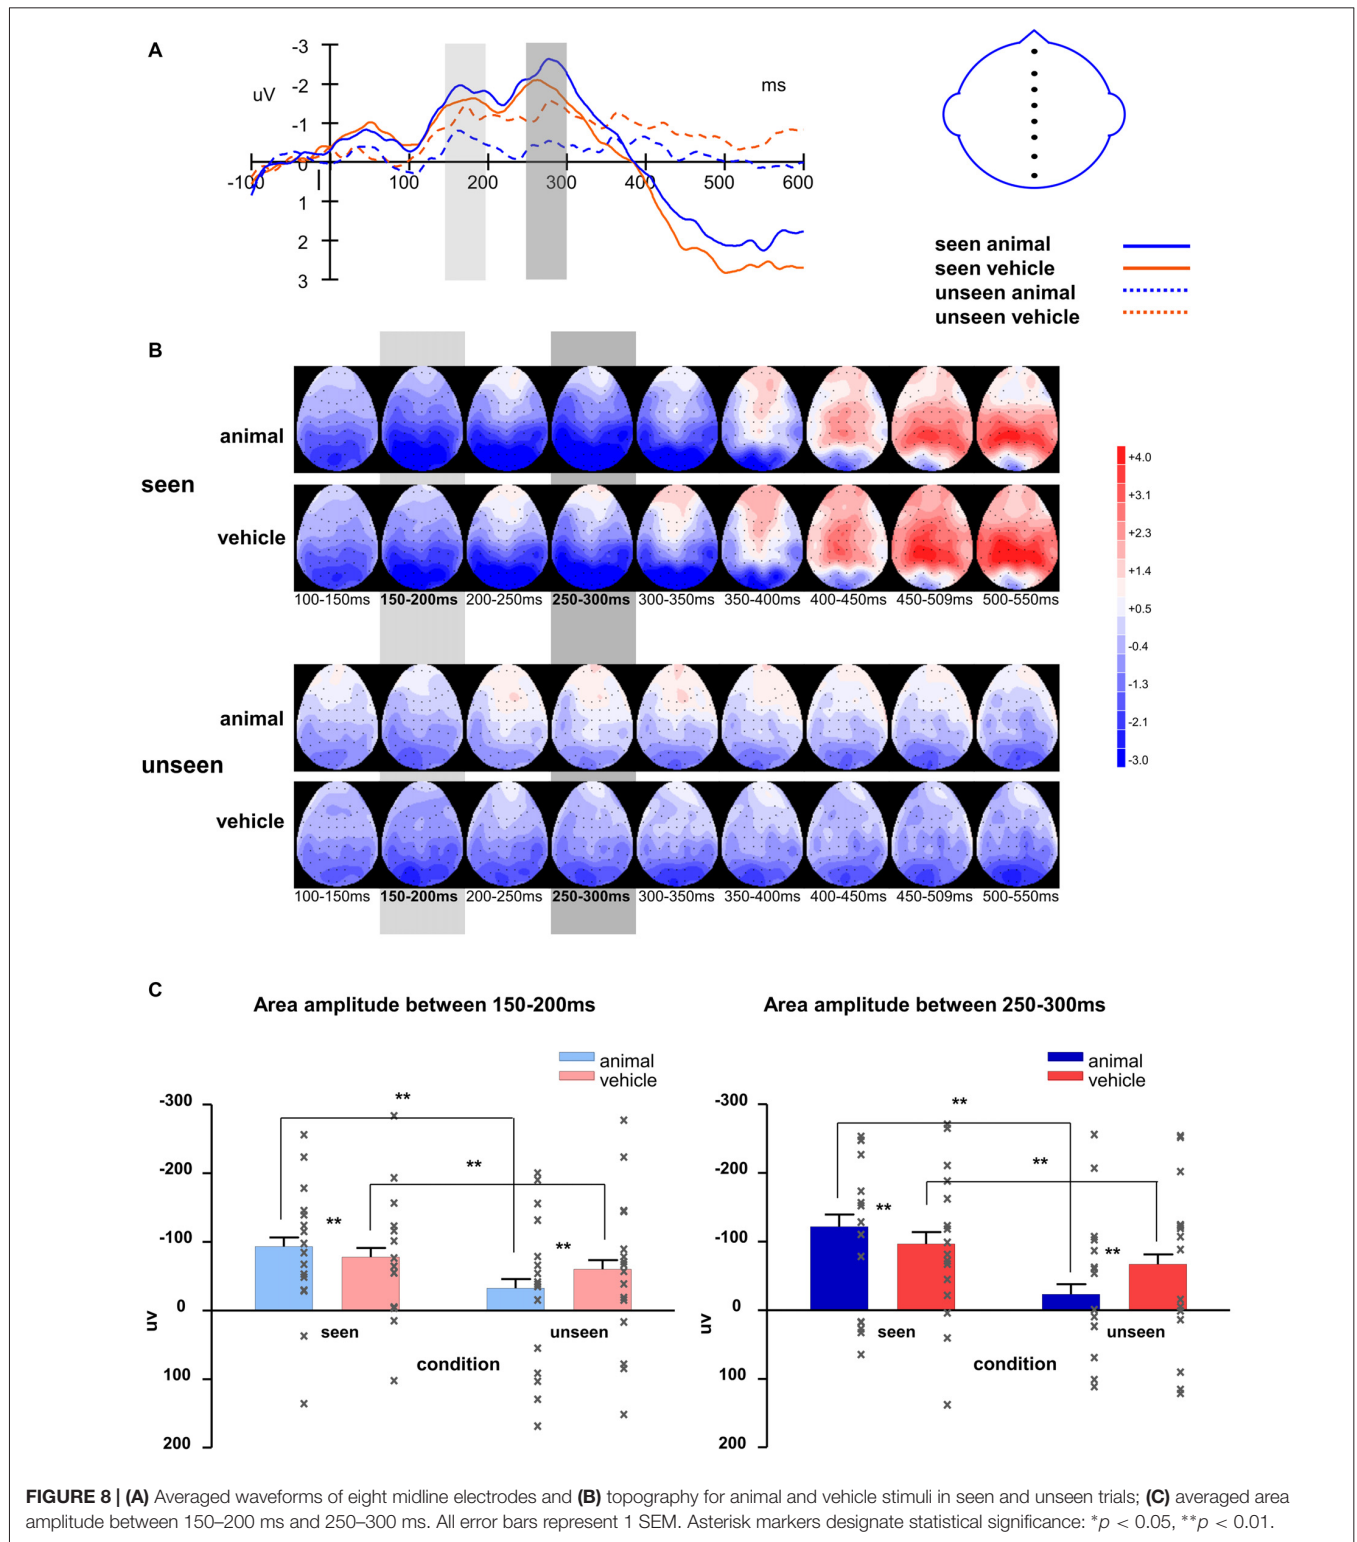 A
uV
ms
-3
-2
-1
0
1
2
3
-100 100 200 300 400 500 600
seen animal
seen vehicle
unseen animal
unseen vehicle
B
seen
animal
vehicle
100-150ms 150-200ms 200-250ms 250-300ms 300-350ms 350-400ms 400-450ms 450-509ms 500-550ms
unseen
animal
vehicle
100-150ms 150-200ms 200-250ms 250-300ms 300-350ms 350-400ms 400-450ms 450-509ms 500-550ms
+4.0
+3.1
+2.3
+1.4
+0.5
-0.4
-1.3
-2.1
-3.0
C
Area amplitude between 150-200ms
animal
vehicle
-300
-200
-100
0
100
200
uv
**
**
**
**
seen
unseen
condition
Area amplitude between 250-300ms
animal
vehicle
-300
-200
-100
0
100
200
uv
**
**
**
**
seen
unseen
condition
FIGURE 8 | (A) Averaged waveforms of eight midline electrodes and (B) topography for animal and vehicle stimuli in seen and unseen trials; (C) averaged area
amplitude between 150–200 ms and 250–300 ms. All error bars represent 1 SEM. Asterisk markers designate statistical significance: *p < 0.05, **p < 0.01.